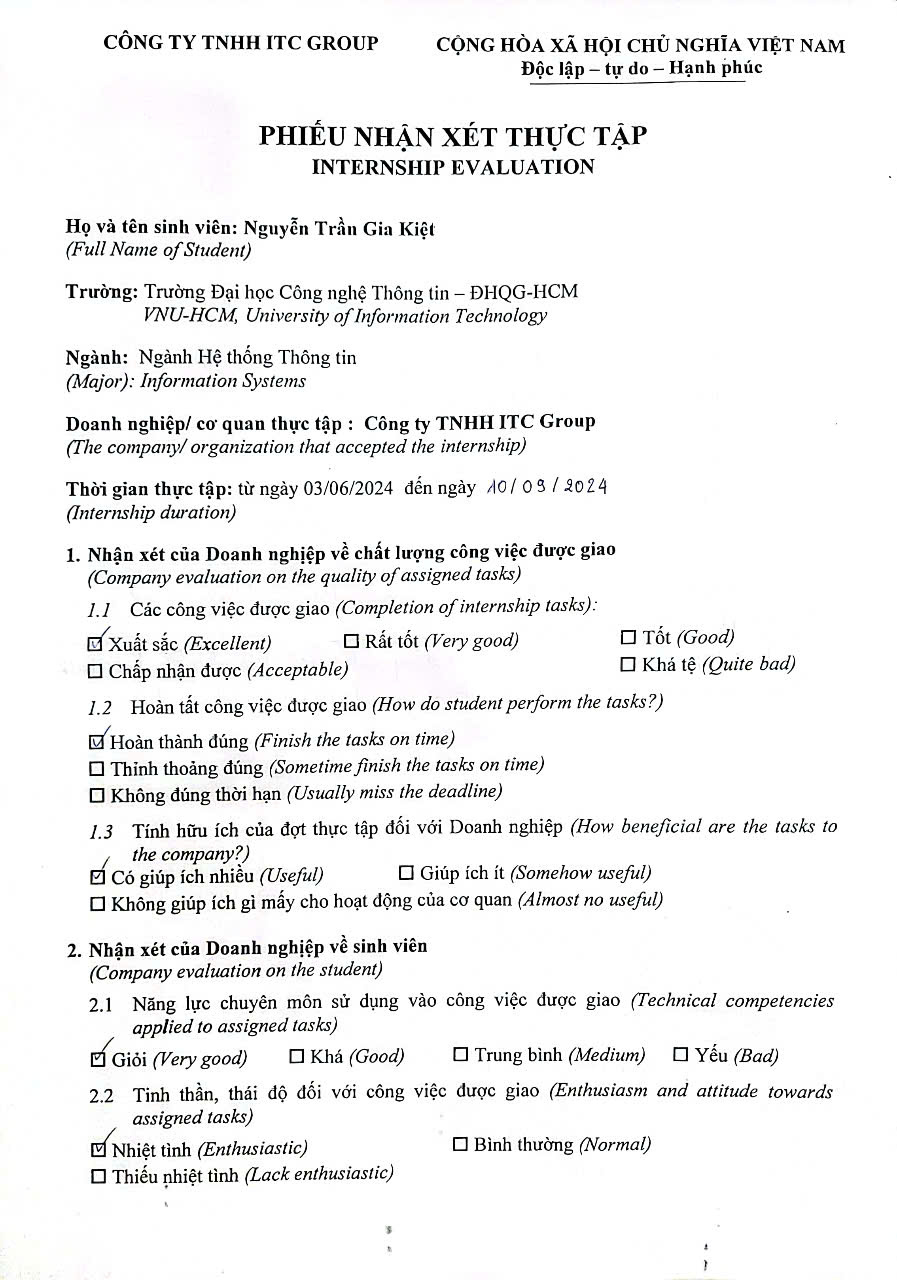 CÔNG TY TNHH ITC GROUP
CỘNG HÒA XÃ HỘI CHỦ NGHĨA VIỆT NAM
Độc lập – tự do – Hạnh phúc
PHIẾU NHẬN XÉT THỰC TẬP
INTERNSHIP EVALUATION
Họ và tên sinh viên: Nguyễn Trần Gia Kiệt
(Full Name of Student)
Trường: Trường Đại học Công nghệ Thông tin – ĐHQG-HCM
VNU-HCM, University of Information Technology
Ngành: Ngành Hệ thống Thông tin
(Major): Information Systems
Doanh nghiệp/ cơ quan thực tập : Công ty TNHH ITC Group
(The company/ organization that accepted the internship)
Thời gian thực tập: từ ngày 03/06/2024 đến ngày 10/09/2024
(Internship duration)
1. Nhận xét của Doanh nghiệp về chất lượng công việc được giao
(Company evaluation on the quality of assigned tasks)
1.1 Các công việc được giao (Completion of internship tasks):
☑ Xuất sắc (Excellent) ☐ Rất tốt (Very good) ☐ Tốt (Good)
☐ Chấp nhận được (Acceptable) ☐ Khá tệ (Quite bad)
1.2 Hoàn tất công việc được giao (How do student perform the tasks?)
☑ Hoàn thành đúng (Finish the tasks on time)
☐ Thỉnh thoảng đúng (Sometime finish the tasks on time)
☐ Không đúng thời hạn (Usually miss the deadline)
1.3 Tính hữu ích của đợt thực tập đối với Doanh nghiệp (How beneficial are the tasks to
the company?)
☑ Có giúp ích nhiều (Useful) ☐ Giúp ích ít (Somehow useful)
☐ Không giúp ích gì mấy cho hoạt động của cơ quan (Almost no useful)
2. Nhận xét của Doanh nghiệp về sinh viên
(Company evaluation on the student)
2.1 Năng lực chuyên môn sử dụng vào công việc được giao (Technical competencies
applied to assigned tasks)
☑ Giỏi (Very good) ☐ Khá (Good) ☐ Trung bình (Medium) ☐ Yếu (Bad)
2.2 Tinh thần, thái độ đối với công việc được giao (Enthusiasm and attitude towards
assigned tasks)
☑ Nhiệt tình (Enthusiastic) ☐ Bình thường (Normal)
☐ Thiếu nhiệt tình (Lack enthusiastic)